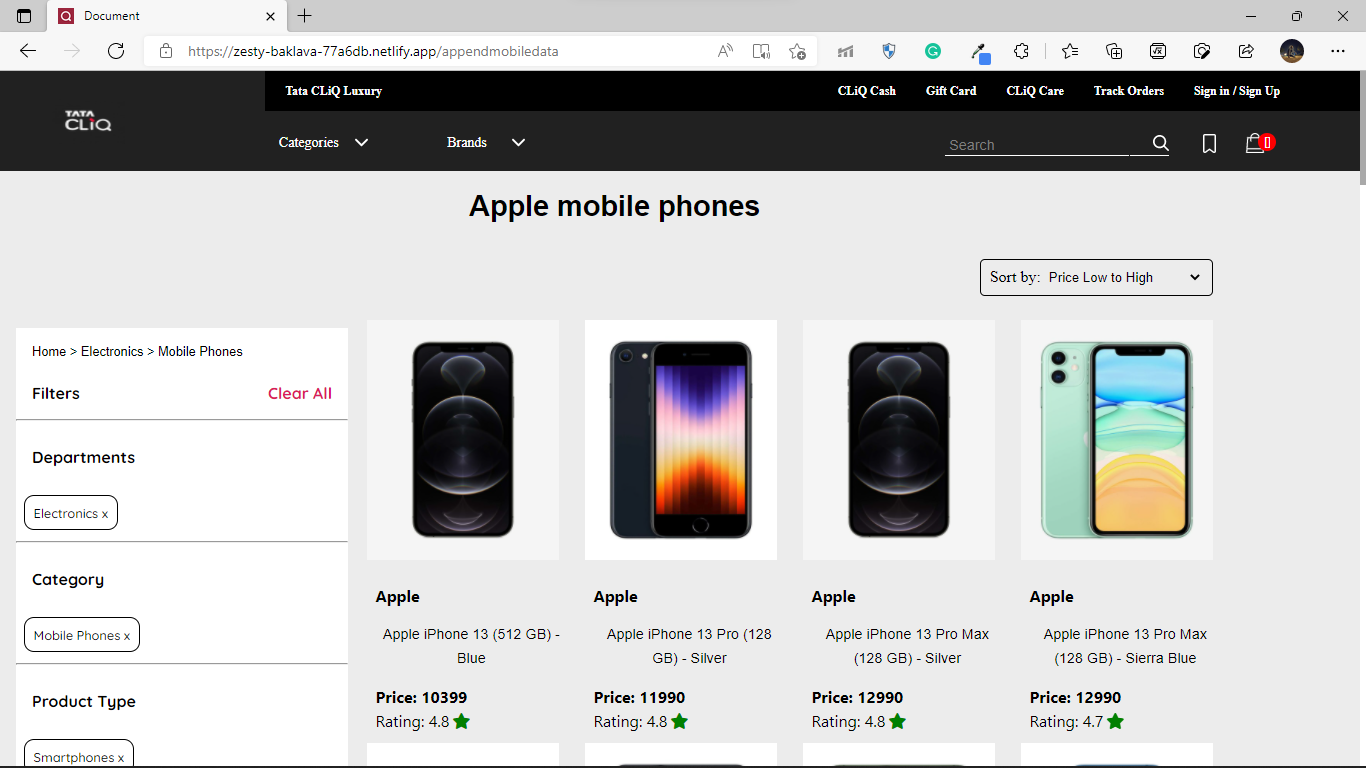 Document
https://zesty-baklava-77a6db.netlify.app/appendmobiledata
Tata CLiQ Luxury
CLiQ Cash Gift Card CLiQ Care Track Orders Sign in / Sign Up
TATA
CLiQ
Categories Brands
Search
Apple mobile phones
Sort by: Price Low to High
Home > Electronics > Mobile Phones
Filters Clear All
Departments
Electronics x
Category
Mobile Phones x
Product Type
Smartphones x
Apple
Apple iPhone 13 (512 GB) -
Blue
Price: 10399
Rating: 4.8
Apple
Apple iPhone 13 Pro (128
GB) - Silver
Price: 11990
Rating: 4.8
Apple
Apple iPhone 13 Pro Max
(128 GB) - Silver
Price: 12990
Rating: 4.8
Apple
Apple iPhone 13 Pro Max
(128 GB) - Sierra Blue
Price: 12990
Rating: 4.7